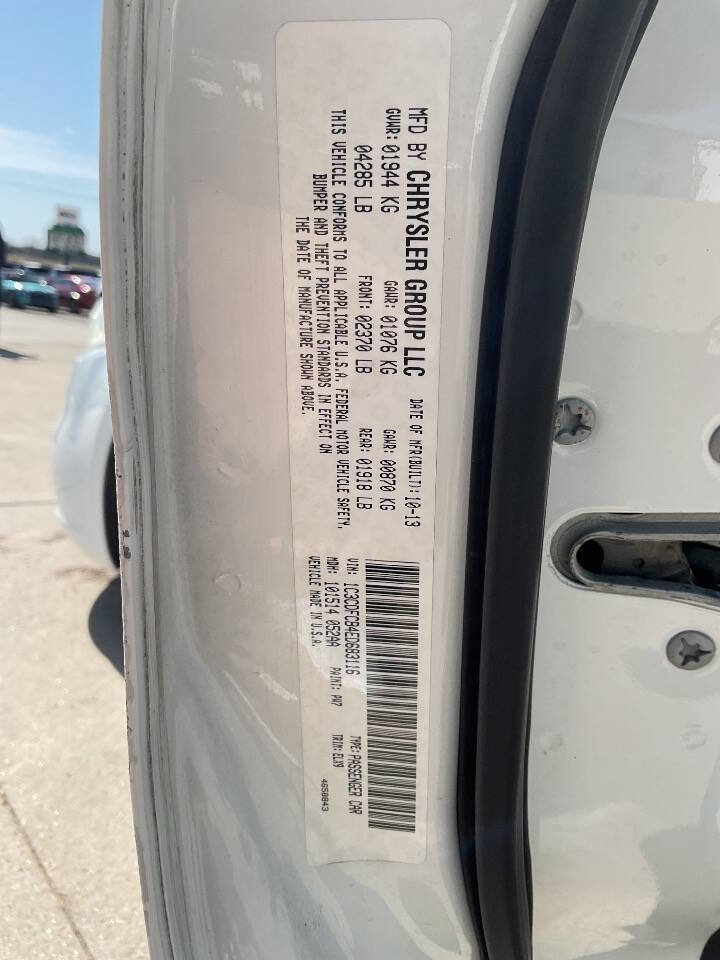 MFD BY CHRYSLER GROUP LLC DATE OF MFR(BUILT):10-13
GVWR: 01944 KG GAWR: 01076 KG GAWR: 00870 KG
04285 LB FRONT: 02370 LB REAR: 01918 LB
THIS VEHICLE CONFORMS TO ALL APPLICABLE U.S.A. FEDERAL MOTOR VEHICLE SAFETY,
BUMPER AND THEFT PREVENTION STANDARDS IN EFFECT ON
THE DATE OF MANUFACTURE SHOWN ABOVE.
VIN: 1C3CDFCB4ED683116 TYPE: PASSENGER CAR
MDH: 101514 052AA PAINT: PW7 TRIM: ELX9
VEHICLE MADE IN U.S.A. 4658843